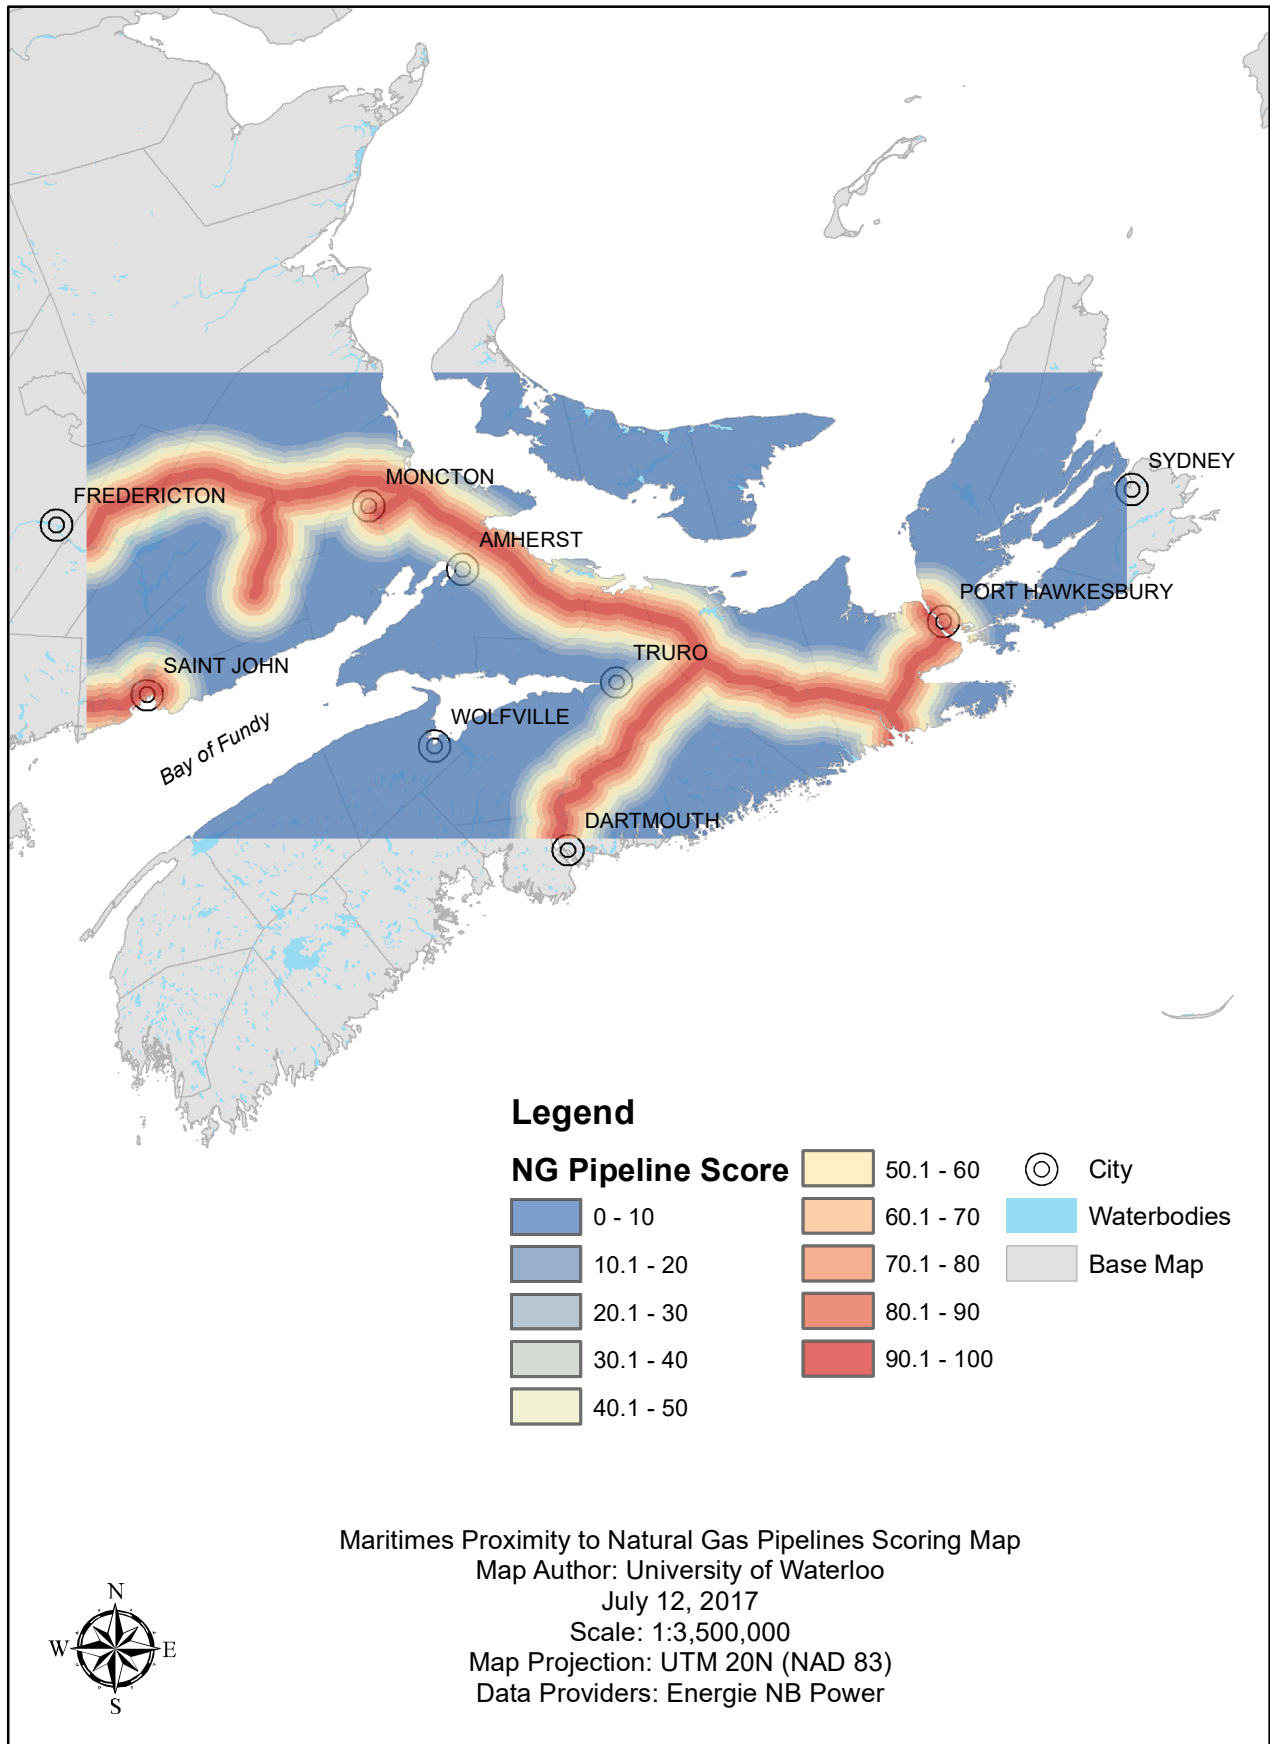 MONCTON
SYDNEY
FREDERICTON
AMHERST
PORT HAWKESBURY
TRURO
SAINT JOHN
WOLFVILLE
Bay of Fundy
DARTMOUTH
Legend
NG Pipeline Score
0 - 10
10.1 - 20
20.1 - 30
30.1 - 40
40.1 - 50
50.1 - 60
60.1 - 70
70.1 - 80
80.1 - 90
90.1 - 100
City
Waterbodies
Base Map
Maritimes Proximity to Natural Gas Pipelines Scoring Map
Map Author: University of Waterloo
July 12, 2017
Scale: 1:3,500,000
Map Projection: UTM 20N (NAD 83)
Data Providers: Energie NB Power
N
W E
S